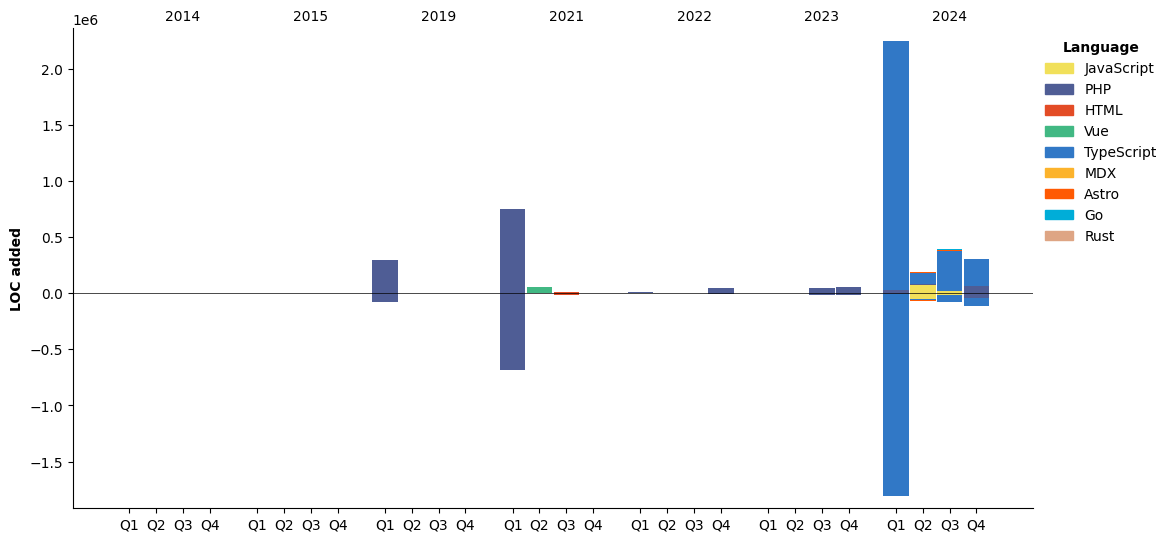 1e6
2014 2015 2019 2021 2022 2023 2024
Language
JavaScript
PHP
HTML
Vue
TypeScript
MDX
Astro
Go
Rust
LOC added
2.0
1.5
1.0
0.5
0.0
−0.5
−1.0
−1.5
Q1 Q2 Q3 Q4 Q1 Q2 Q3 Q4 Q1 Q2 Q3 Q4 Q1 Q2 Q3 Q4 Q1 Q2 Q3 Q4 Q1 Q2 Q3 Q4 Q1 Q2 Q3 Q4